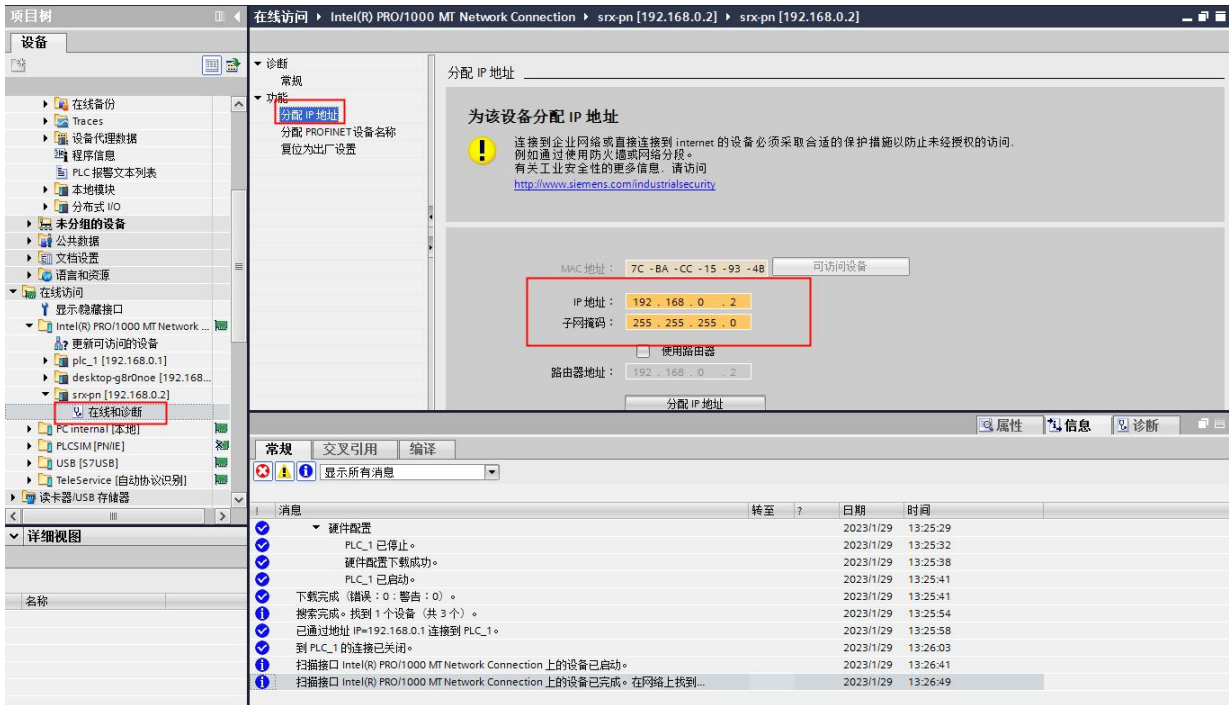 项目树
设备
在线备份
Traces
设备代理数据
程序信息
PLC 报警文本列表
本地模块
分布式 I/O
未分组的设备
公共数据
文档设置
语言和资源
在线访问
显示/隐藏接口
Intel(R) PRO/1000 MT Network ...
更新可访问的设备
plc_1 [192.168.0.1]
desktop-g8r0noe [192.168...
srx-pn [192.168.0.2]
在线和诊断
PC internal [本地]
PLCSIM [PN/IE]
USB [S7USB]
TeleService [自动协议识别]
读卡器/USB 存储器
详细视图
名称
在线访问 Intel(R) PRO/1000 MT Network Connection srx-pn [192.168.0.2] srx-pn [192.168.0.2]
诊断
常规
功能
分配 IP 地址
分配 PROFINET 设备名称
复位为出厂设置
分配 IP 地址
为该设备分配 IP 地址
连接到企业网络或直接连接到 internet 的设备必须采取合适的保护措施以防止未经授权的访问.
例如通过使用防火墙或网络分段。
有关工业安全性的更多信息, 请访问
http://www.siemens.com/industrialsecurity
MAC 地址： 7C -BA -CC -15 -93 -4B 可访问设备
IP 地址： 192 . 168 . 0 . 2
子网掩码： 255 . 255 . 255 . 0
使用路由器
路由器地址： 192 . 168 . 0 . 2
分配 IP 地址
属性 信息 诊断
常规 交叉引用 编译
显示所有消息
! 消息 转至 ? 日期 时间
硬件配置 2023/1/29 13:25:29
PLC_1 已停止。 2023/1/29 13:25:32
硬件配置下载成功。 2023/1/29 13:25:38
PLC_1 已启动。 2023/1/29 13:25:41
下载完成（错误：0；警告：0）。 2023/1/29 13:25:41
搜索完成。找到 1 个设备（共 3 个）。 2023/1/29 13:25:54
已通过地址 IP=192.168.0.1 连接到 PLC_1。 2023/1/29 13:25:58
到 PLC_1 的连接已关闭。 2023/1/29 13:26:03
扫描接口 Intel(R) PRO/1000 MT Network Connection 上的设备已启动。 2023/1/29 13:26:41
扫描接口 Intel(R) PRO/1000 MT Network Connection 上的设备已完成。在网络上找到... 2023/1/29 13:26:49